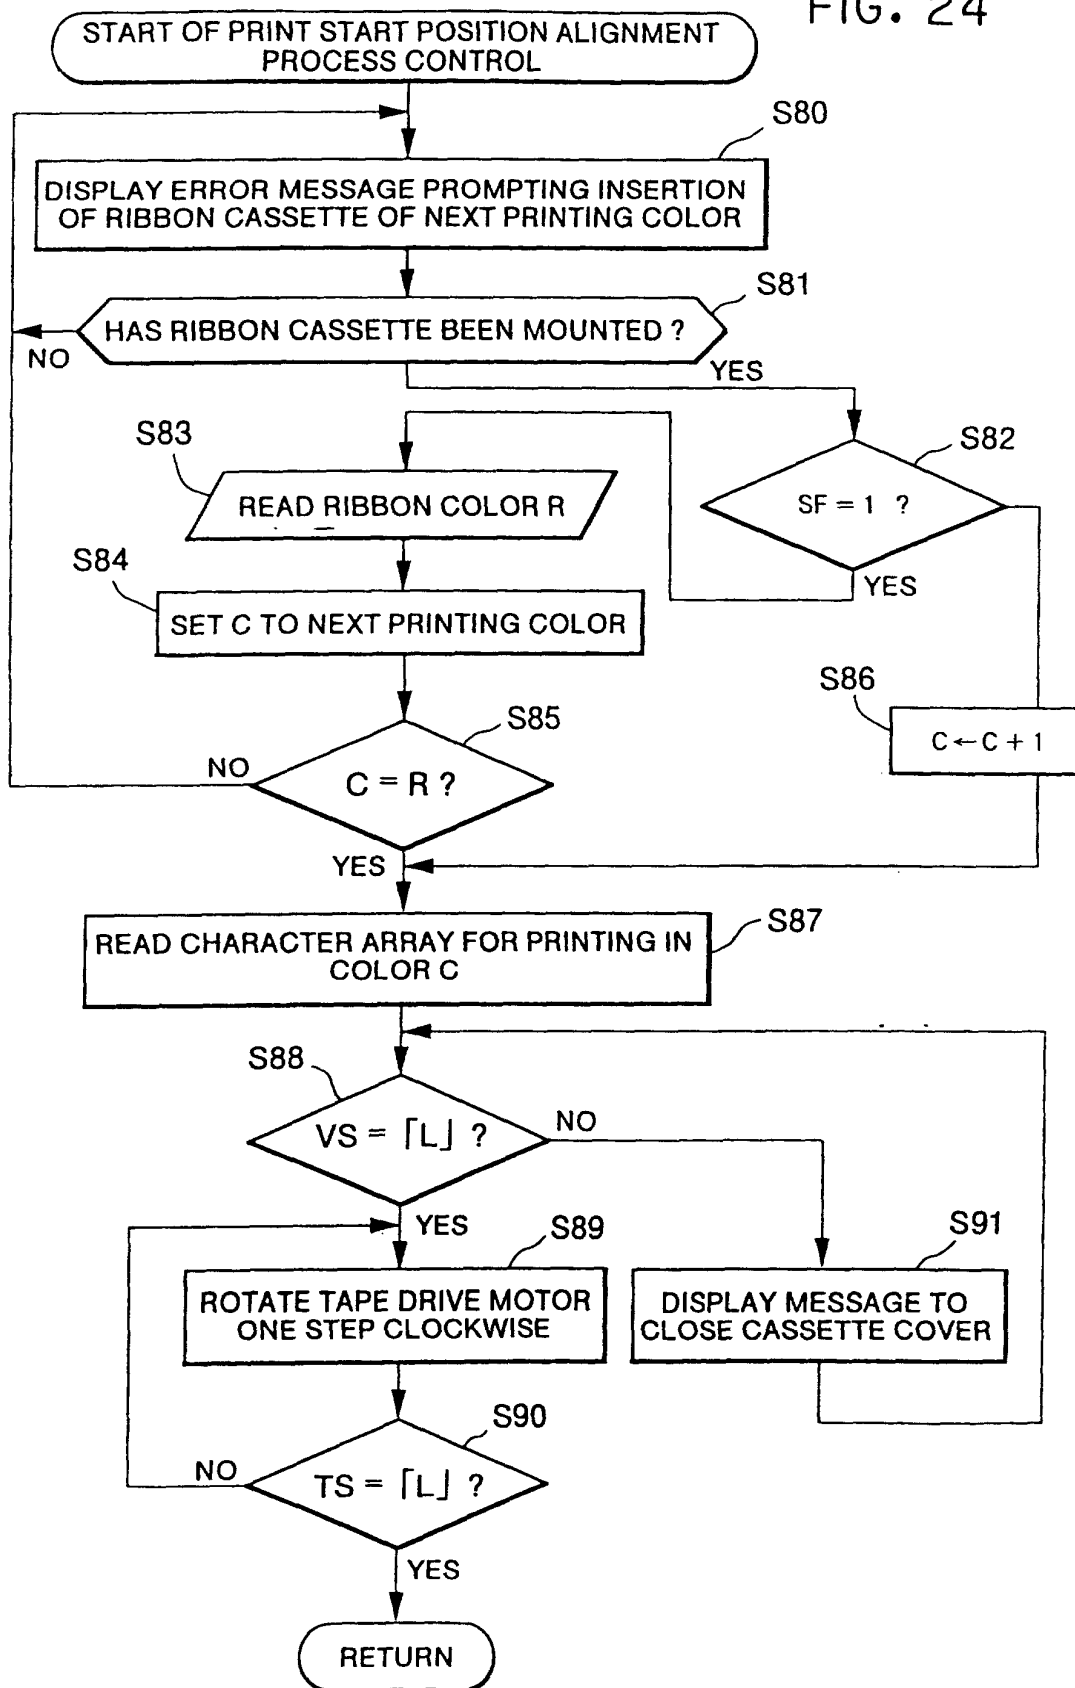 FIG. 24
START OF PRINT START POSITION ALIGNMENT
PROCESS CONTROL
S80
DISPLAY ERROR MESSAGE PROMPTING INSERTION
OF RIBBON CASSETTE OF NEXT PRINTING COLOR
S81
HAS RIBBON CASSETTE BEEN MOUNTED ?
NO
YES
S82
SF = 1 ?
YES
S83
READ RIBBON COLOR R
S84
SET C TO NEXT PRINTING COLOR
S86
C ← C + 1
S85
C = R ?
NO
YES
S87
READ CHARACTER ARRAY FOR PRINTING IN
COLOR C
S88
VS = ⌈L⌋ ?
NO
YES
S89
ROTATE TAPE DRIVE MOTOR
ONE STEP CLOCKWISE
S91
DISPLAY MESSAGE TO
CLOSE CASSETTE COVER
S90
TS = ⌈L⌋ ?
NO
YES
RETURN